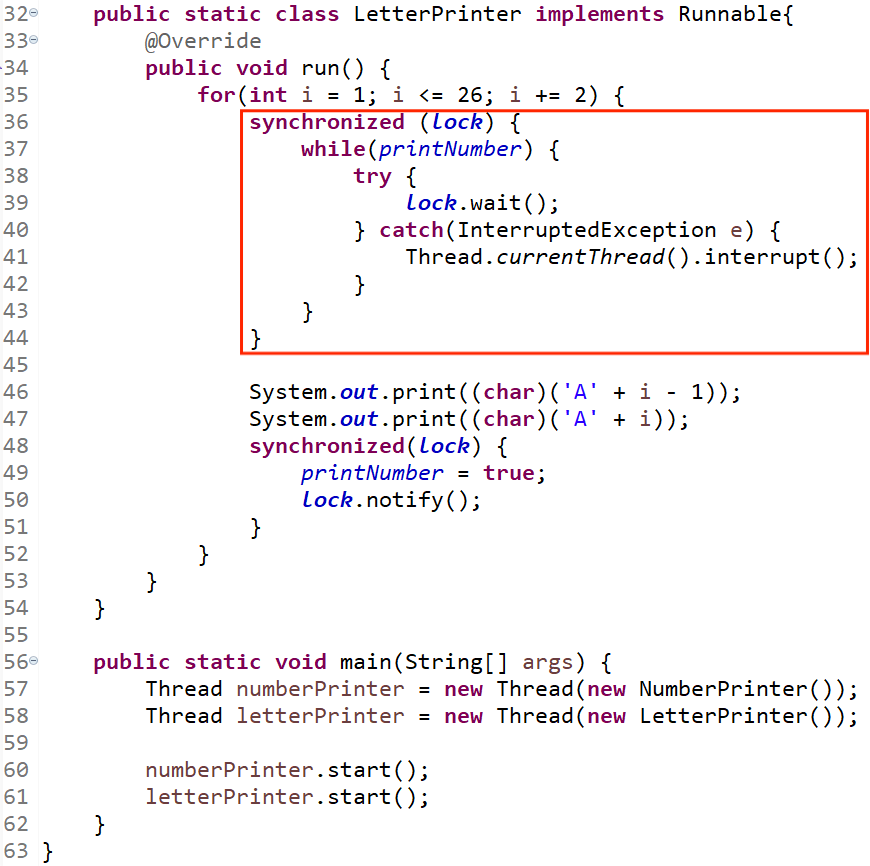 32 public static class LetterPrinter implements Runnable{
33 @Override
34 public void run() {
35 for(int i = 1; i <= 26; i += 2) {
36 synchronized (lock) {
37 while(printNumber) {
38 try {
39 lock.wait();
40 } catch(InterruptedException e) {
41 Thread.currentThread().interrupt();
42 }
43 }
44 }
45
46 System.out.print((char)('A' + i - 1));
47 System.out.print((char)('A' + i));
48 synchronized(lock) {
49 printNumber = true;
50 lock.notify();
51 }
52 }
53 }
54 }
55
56 public static void main(String[] args) {
57 Thread numberPrinter = new Thread(new NumberPrinter());
58 Thread letterPrinter = new Thread(new LetterPrinter());
59
60 numberPrinter.start();
61 letterPrinter.start();
62 }
63 }